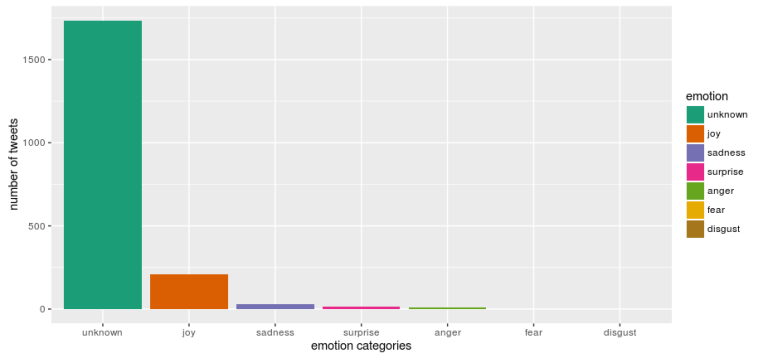 number of tweets
1500
1000
500
0
unknown joy sadness surprise anger fear disgust
emotion categories
emotion
unknown
joy
sadness
surprise
anger
fear
disgust